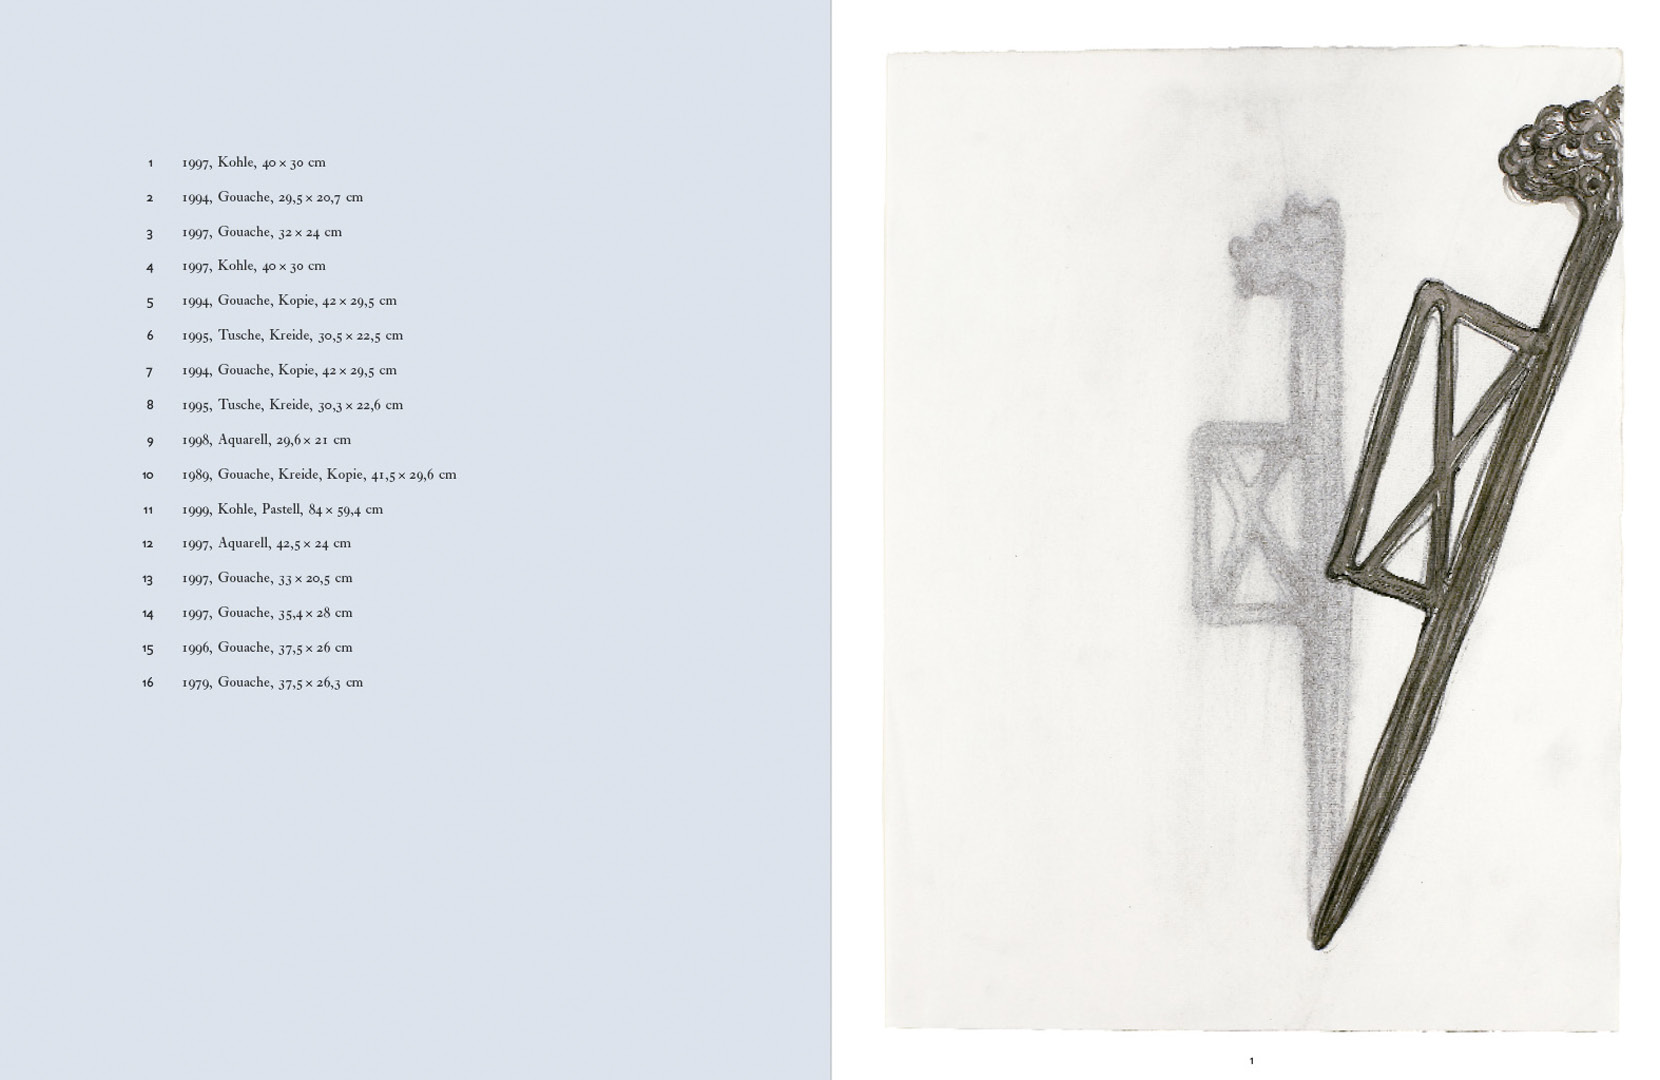 1 1997, Kohle, 40 × 30 cm
2 1994, Gouache, 29,5 × 20,7 cm
3 1997, Gouache, 32 × 24 cm
4 1997, Kohle, 40 × 30 cm
5 1994, Gouache, Kopie, 42 × 29,5 cm
6 1995, Tusche, Kreide, 30,5 × 22,5 cm
7 1994, Gouache, Kopie, 42 × 29,5 cm
8 1995, Tusche, Kreide, 30,3 × 22,6 cm
9 1998, Aquarell, 29,6 × 21 cm
10 1989, Gouache, Kreide, Kopie, 41,5 × 29,6 cm
11 1999, Kohle, Pastell, 84 × 59,4 cm
12 1997, Aquarell, 42,5 × 24 cm
13 1997, Gouache, 33 × 20,5 cm
14 1997, Gouache, 35,4 × 28 cm
15 1996, Gouache, 37,5 × 26 cm
16 1979, Gouache, 37,5 × 26,3 cm
1